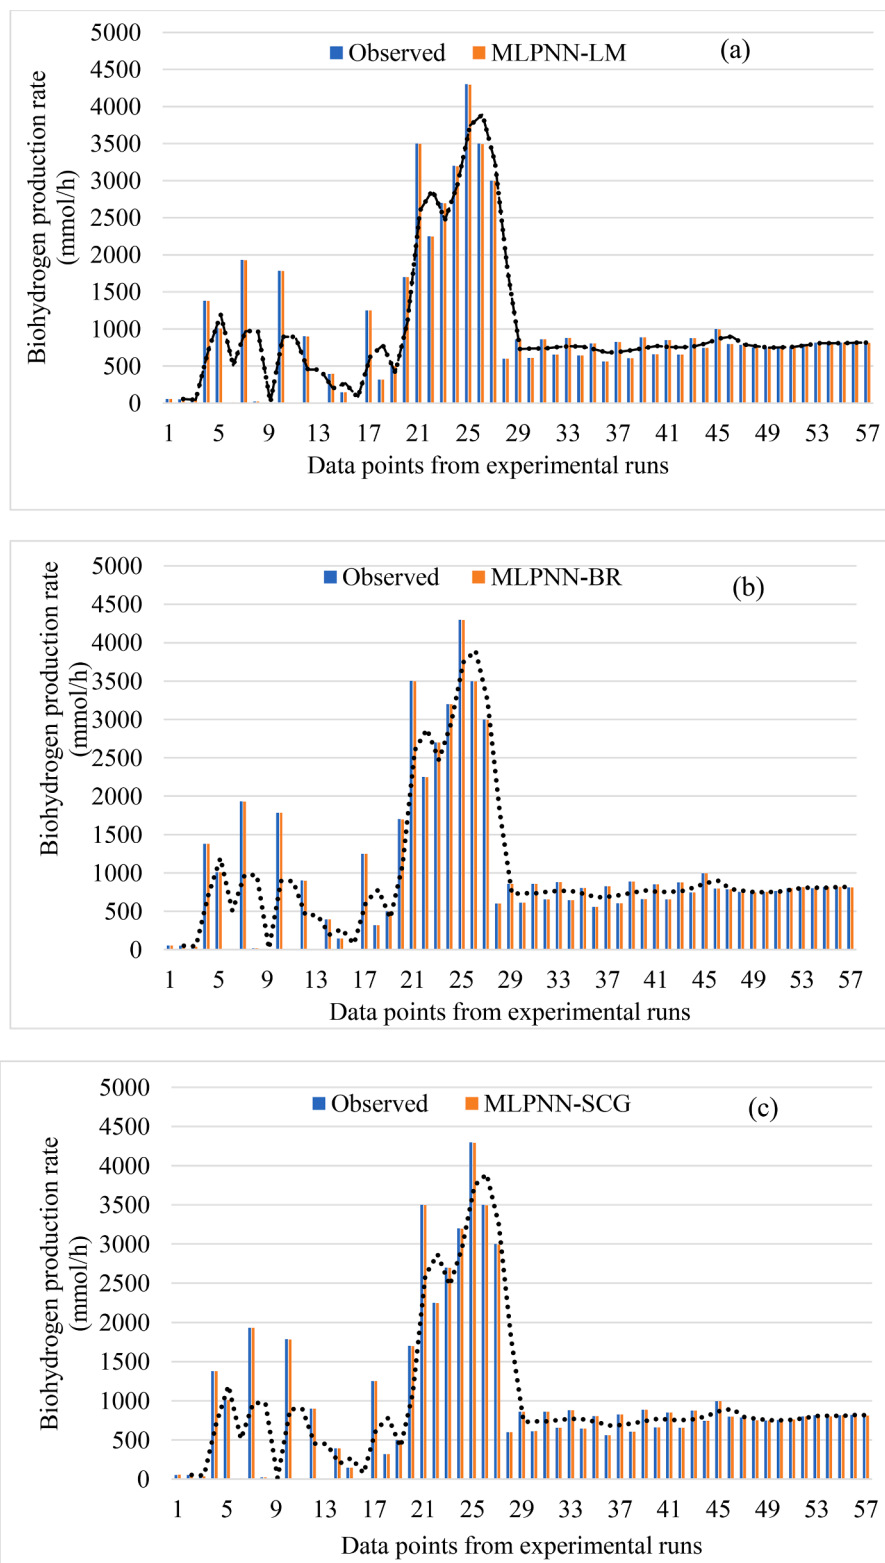 5000
Observed MLPNN-LM (a)
4500
4000
3500
3000
2500
2000
1500
1000
500
0
Biohydrogen production rate
(mmol/h)
1 5 9 13 17 21 25 29 33 37 41 45 49 53 57
Data points from experimental runs
5000
Observed MLPNN-BR (b)
4500
4000
3500
3000
2500
2000
1500
1000
500
0
Biohydrogen production rate
(mmol/h)
1 5 9 13 17 21 25 29 33 37 41 45 49 53 57
Data points from experimental runs
5000
Observed MLPNN-SCG (c)
4500
4000
3500
3000
2500
2000
1500
1000
500
0
Biohydrogen production rate
(mmol/h)
1 5 9 13 17 21 25 29 33 37 41 45 49 53 57
Data points from experimental runs